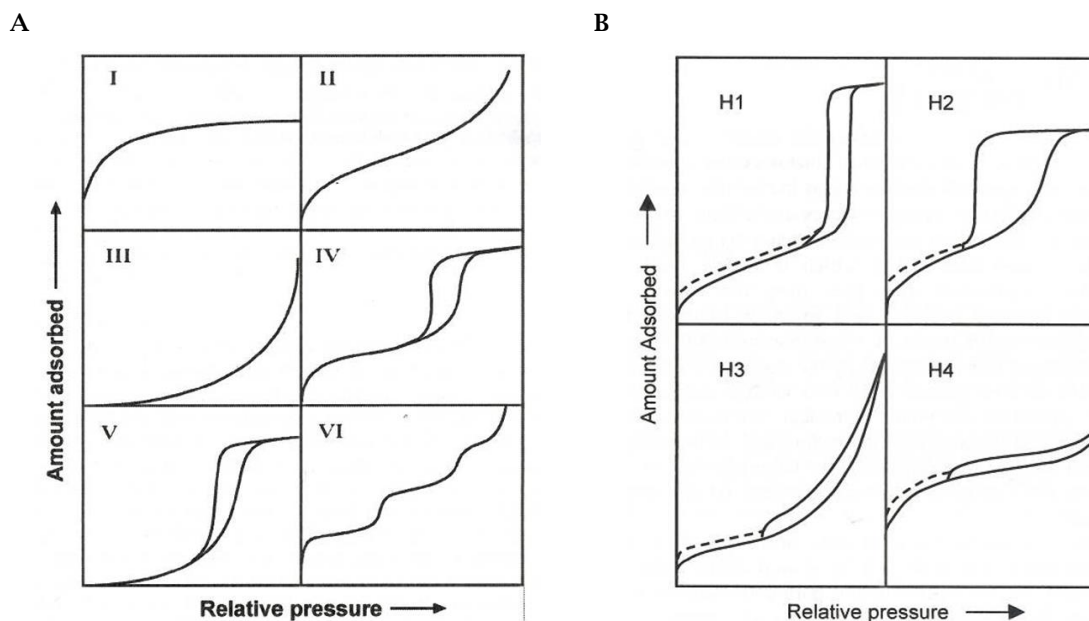 A
B
I
II
III
IV
V
VI
Amount adsorbed
Relative pressure
H1
H2
H3
H4
Amount Adsorbed
Relative pressure